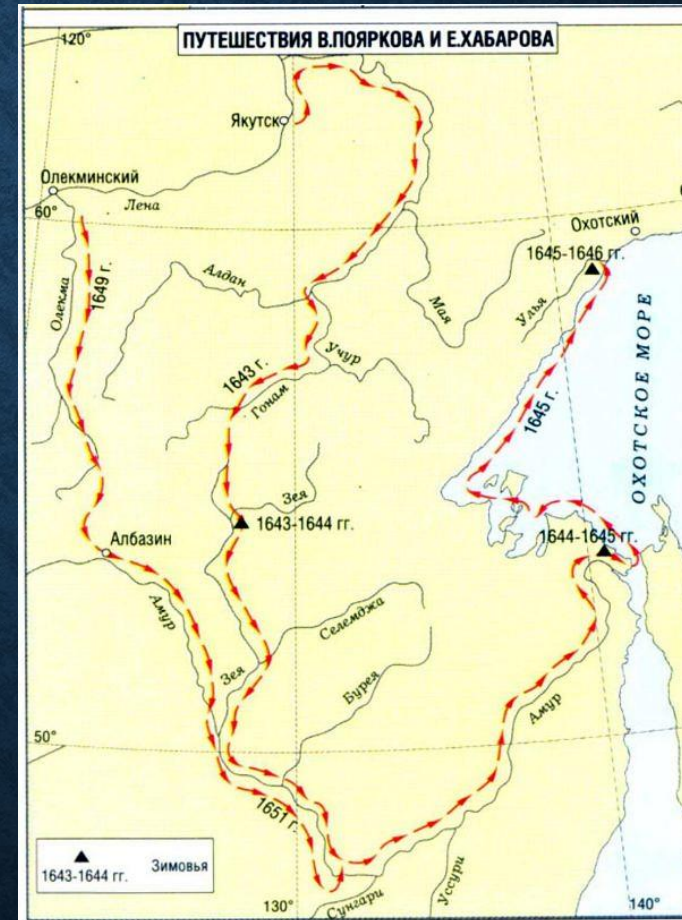 120°
ПУТЕШЕСТВИЯ В.ПОЯРКОВА И Е.ХАБАРОВА
Якутск
Олекминский
Лена
60°
Охотский
1645-1646 гг.
1649 г.
Олекма
Алдан
Мая
Улья
Учур
1643 г.
Гонам
1645 г.
ОХОТСКОЕ МОРЕ
Зея
1643-1644 гг.
1644-1645 гг.
Албазин
Амур
Селемджа
Зея
Бурея
Амур
50°
1651 г.
Зимовья
1643-1644 гг.
130°
Сунгари
Уссури
140°